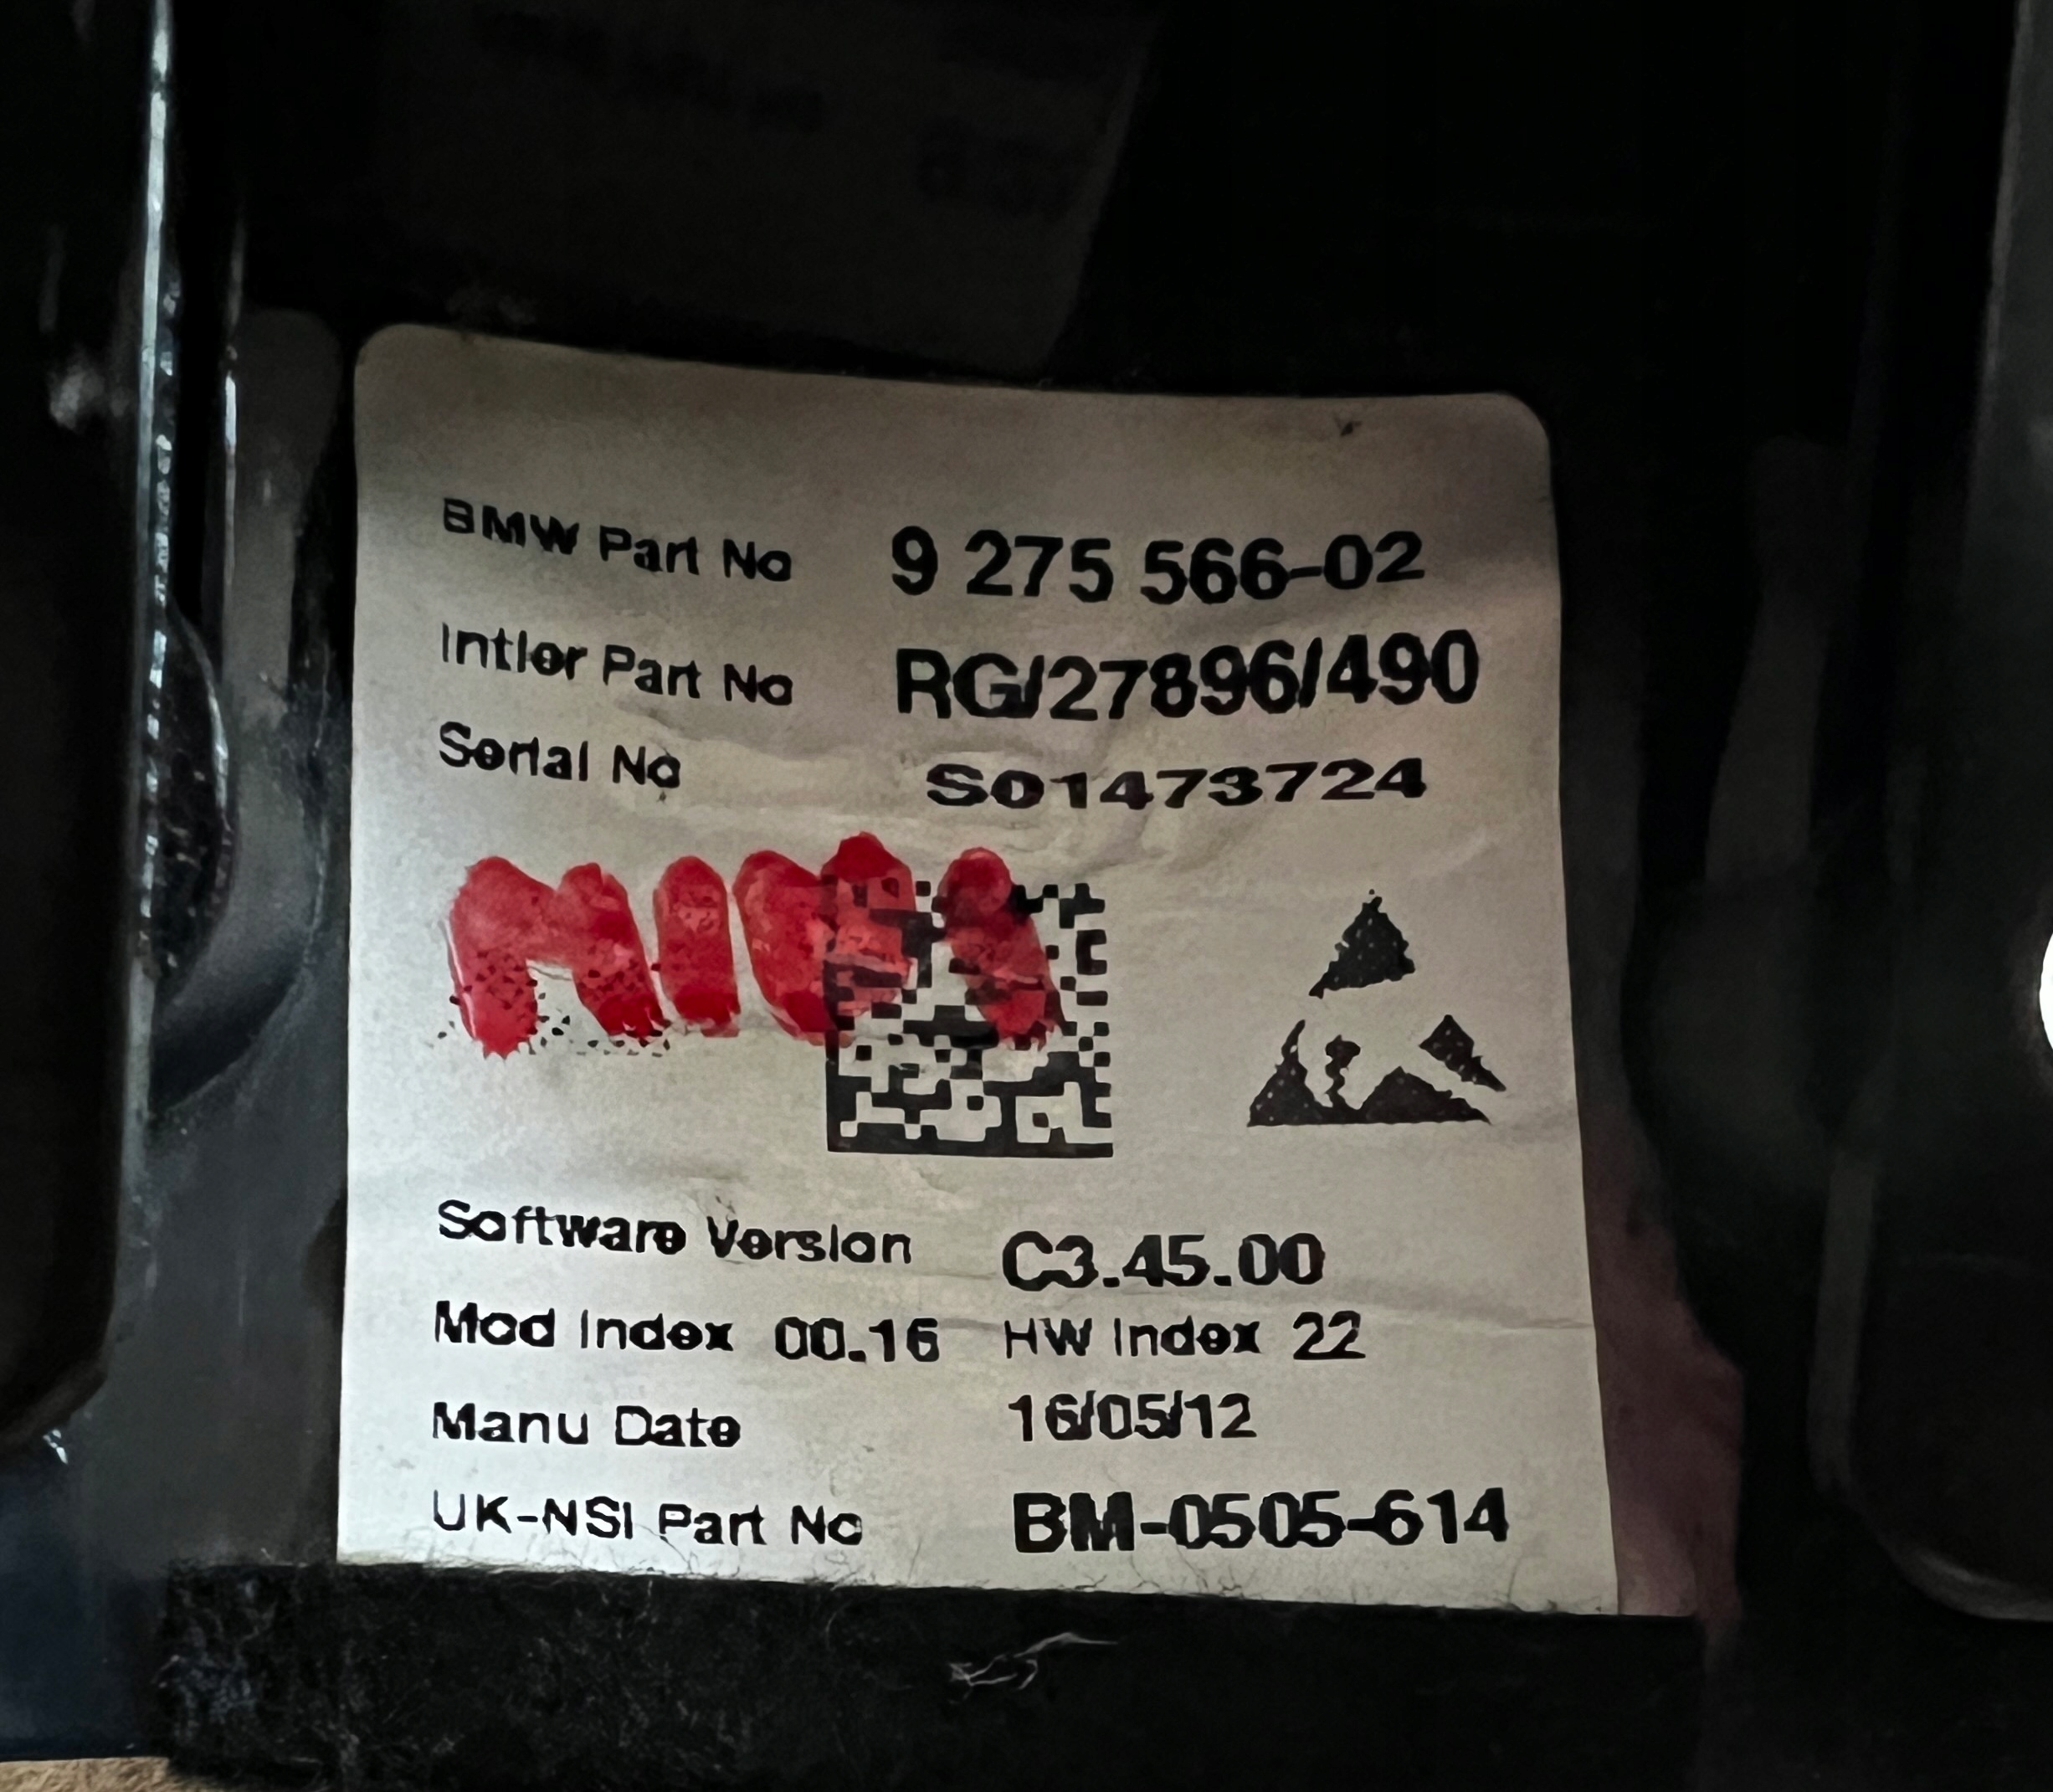 BMW Part No 9 275 566-02
Intier Part No RG/27896/490
Serial No S01473724
Software Version C3.45.00
Mod Index 00.16 HW Index 22
Manu Date 16/05/12
UK-NSI Part No BM-0505-614